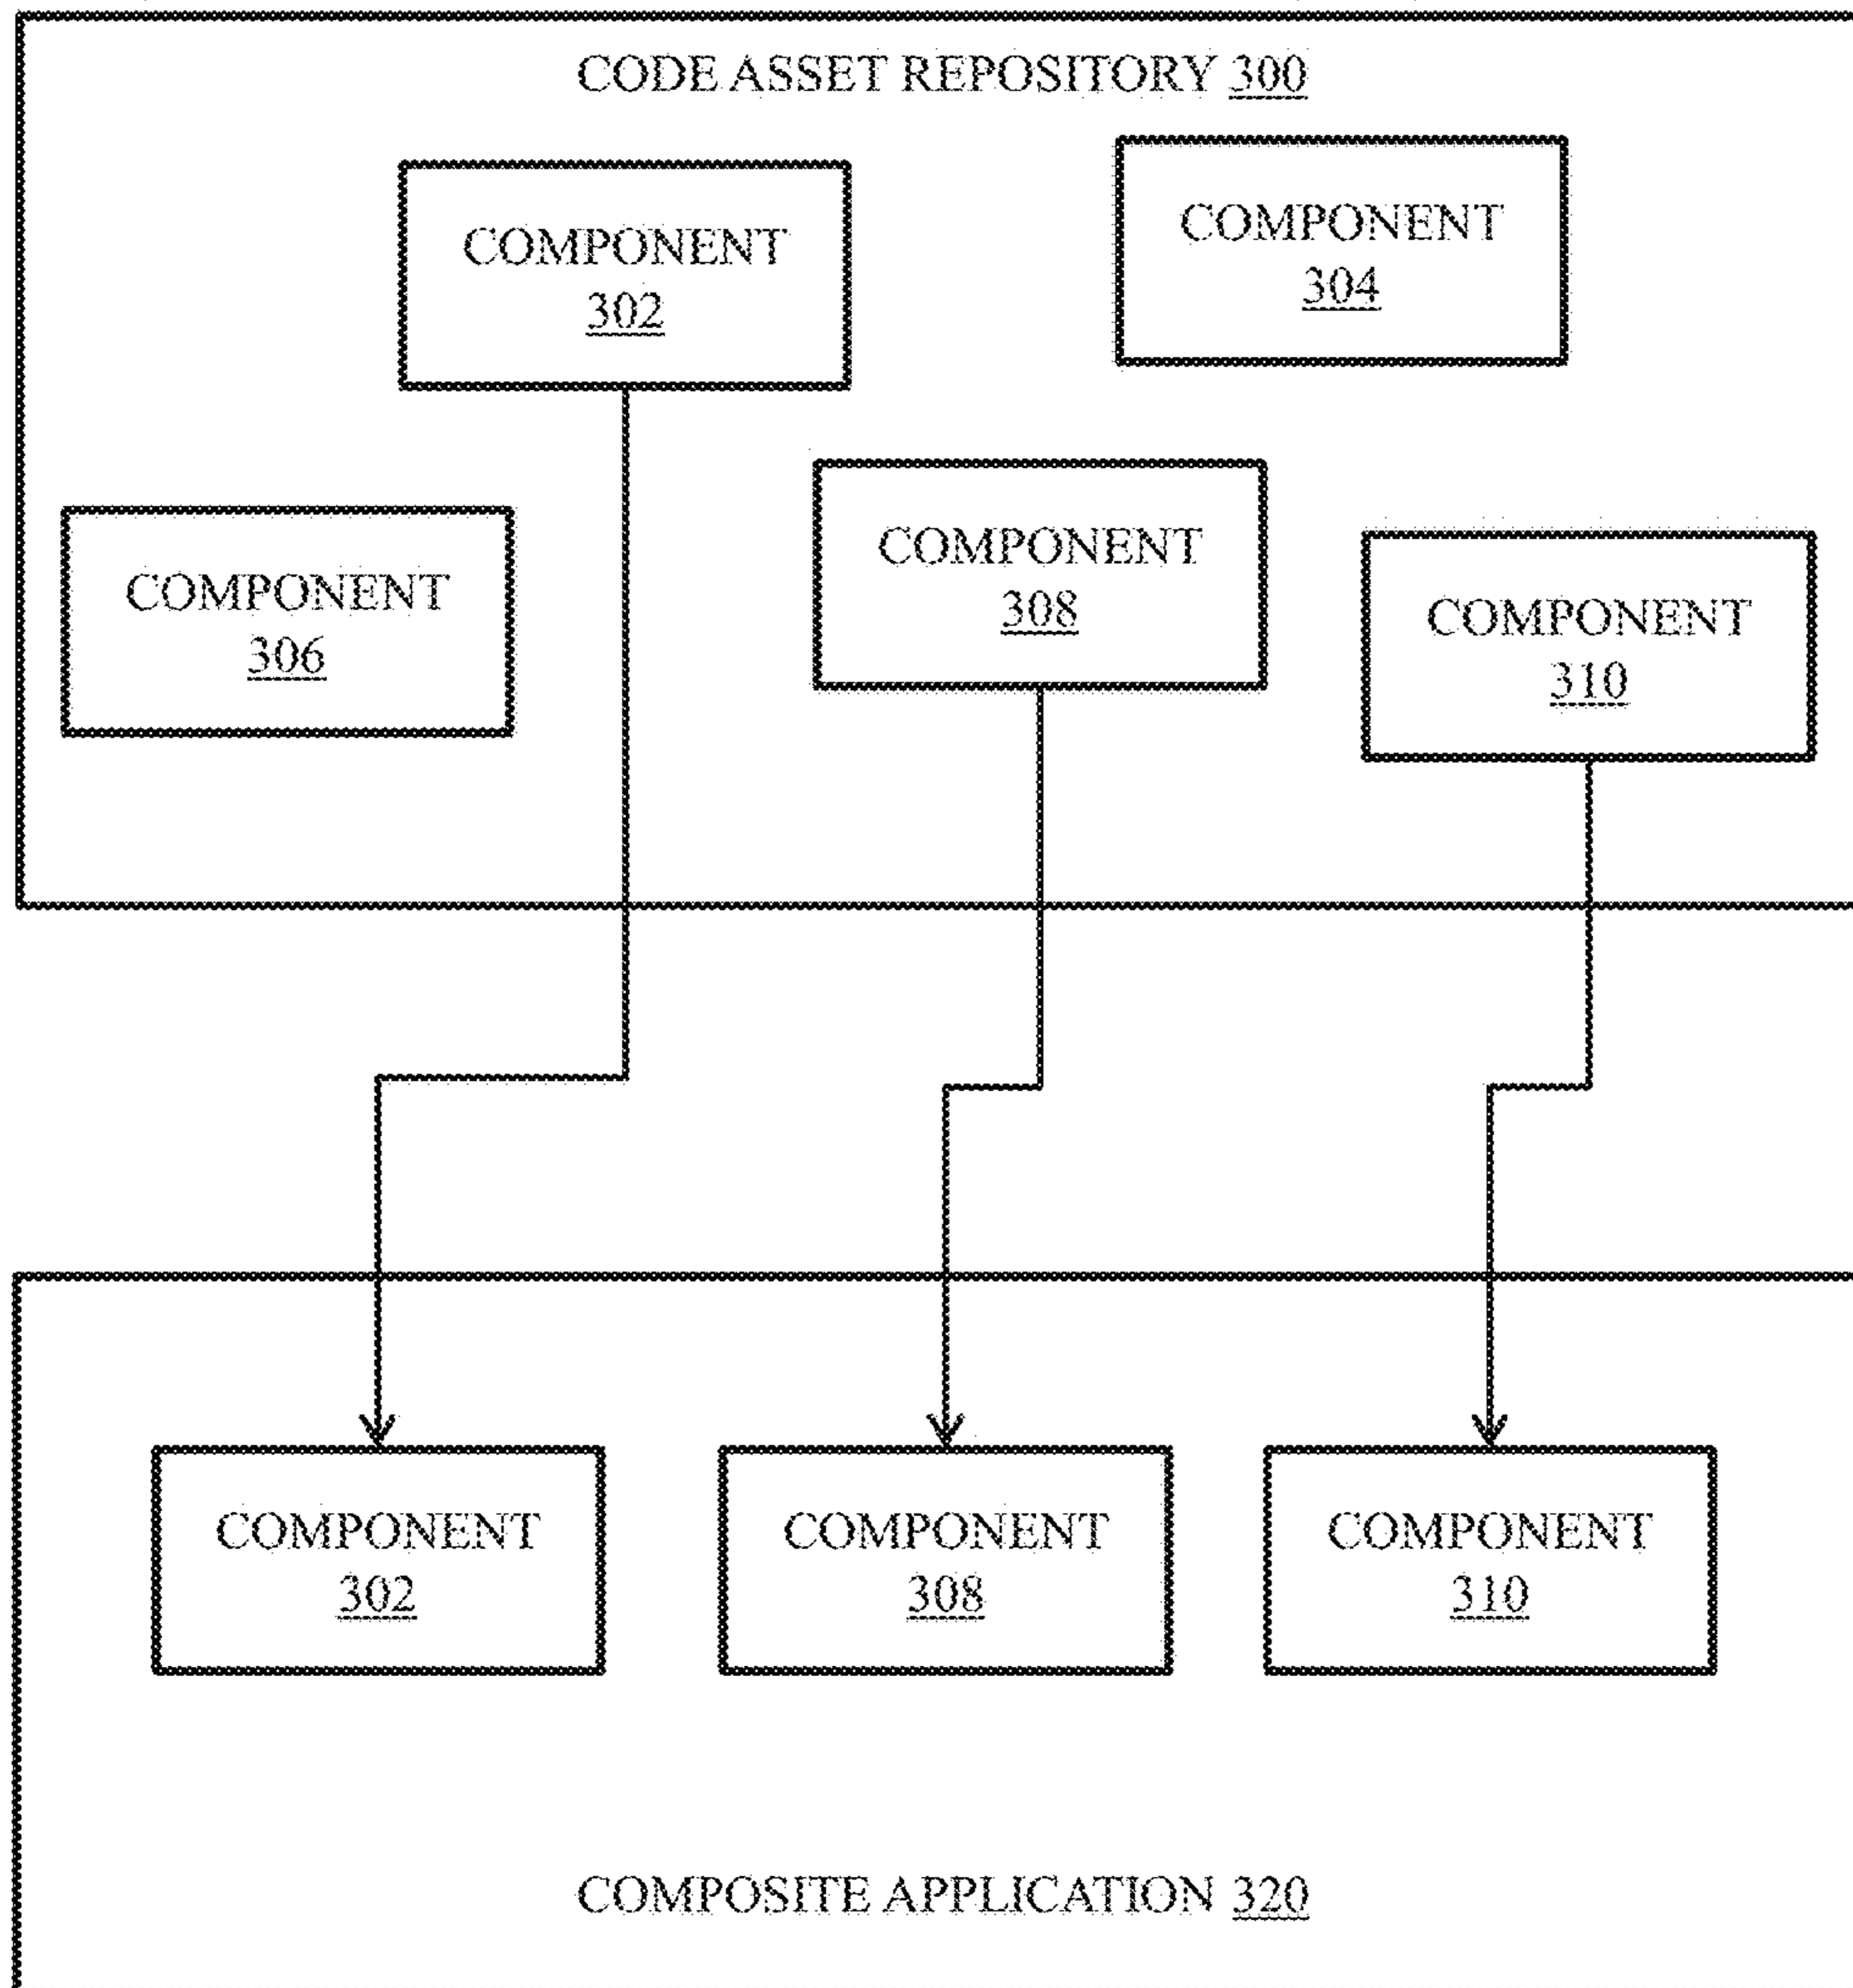 CODE ASSET REPOSITORY 300
COMPONENT
302
COMPONENT
304
COMPONENT
306
COMPONENT
308
COMPONENT
310
COMPONENT
302
COMPONENT
308
COMPONENT
310
COMPOSITE APPLICATION 320